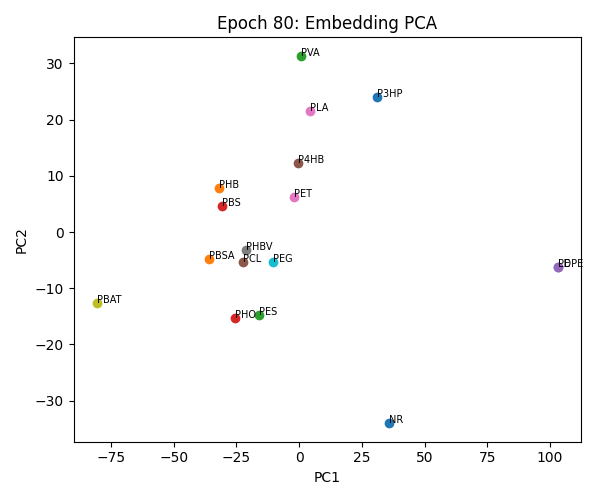 Epoch 80: Embedding PCA
PVA
P3HP
PLA
P4HB
PHB
PET
PBS
PHBV
PBSA
PCL
PEG
PBAT
PHO
PES
NR
30
20
10
0
−10
−20
−30
PC2
−75
−50
−25
0
25
50
75
100
PC1